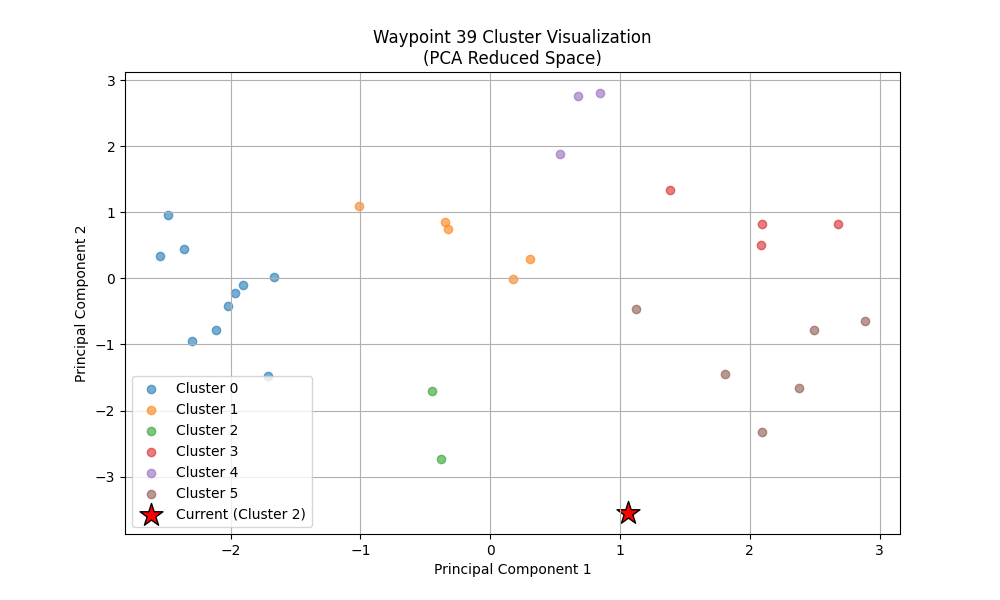 Waypoint 39 Cluster Visualization
(PCA Reduced Space)
Principal Component 2
3
2
1
0
−1
−2
−3
Cluster 0
Cluster 1
Cluster 2
Cluster 3
Cluster 4
Cluster 5
Current (Cluster 2)
−2
−1
0
1
2
3
Principal Component 1